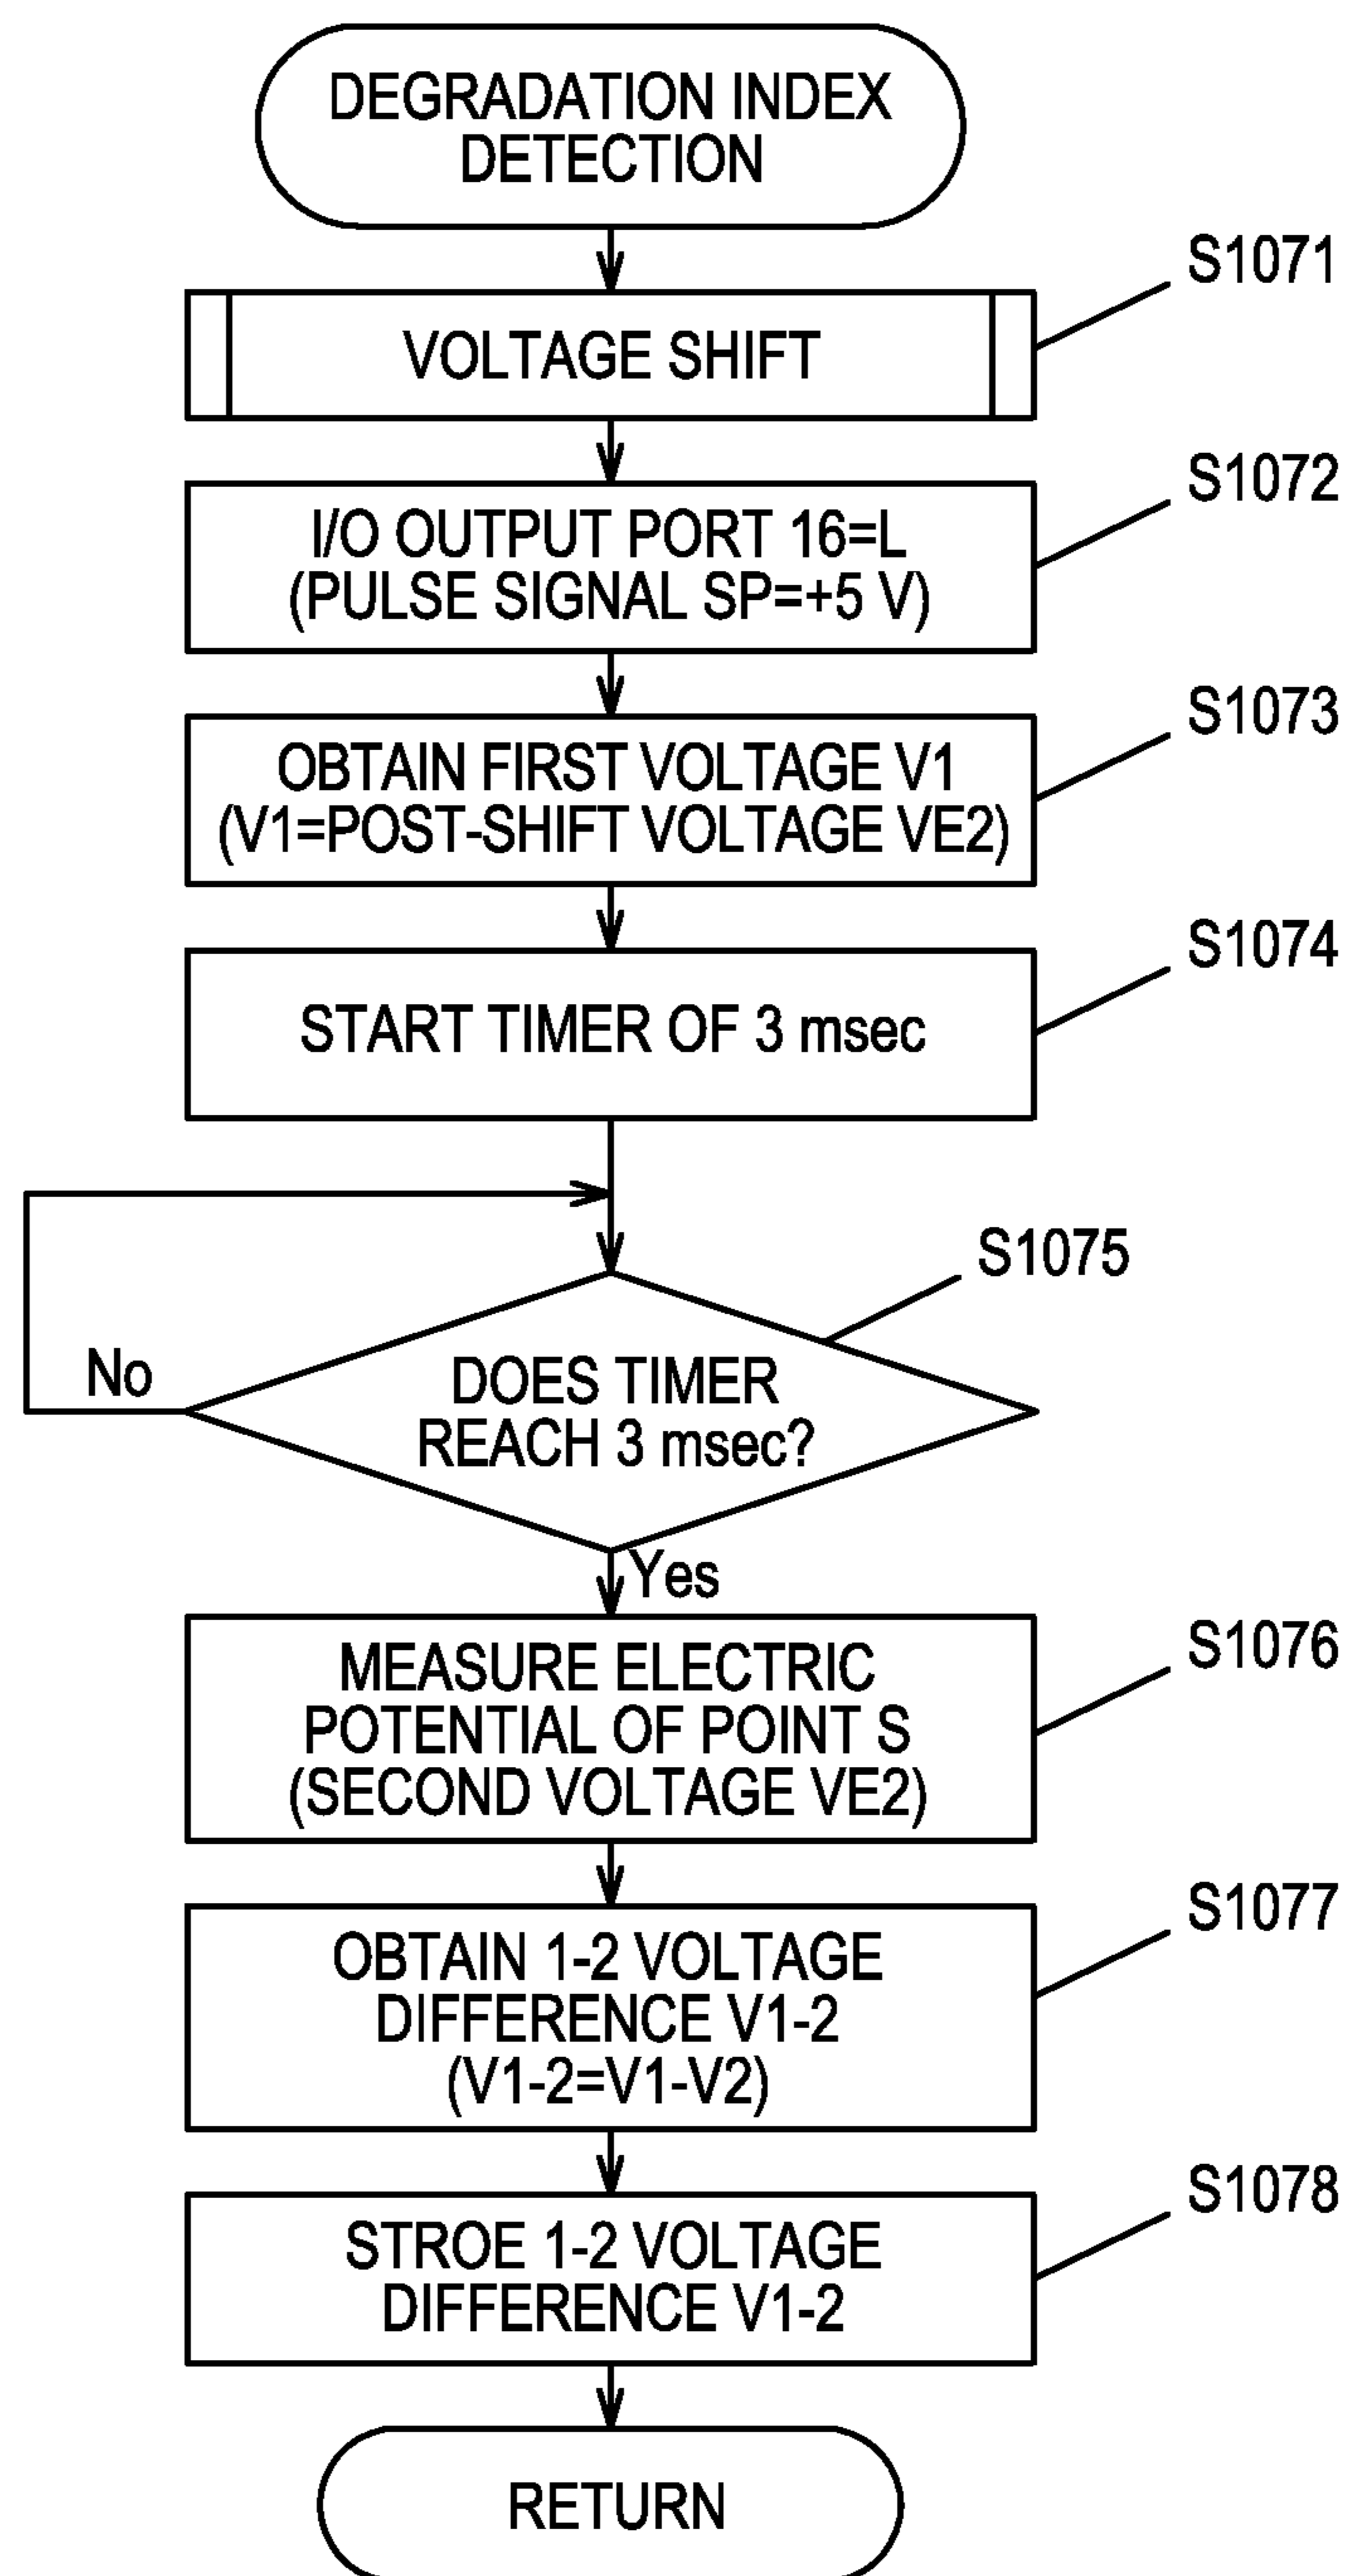 DEGRADATION INDEX
DETECTION
S1071
VOLTAGE SHIFT
S1072
I/O OUTPUT PORT 16=L
(PULSE SIGNAL SP=+5 V)
S1073
OBTAIN FIRST VOLTAGE V1
(V1=POST-SHIFT VOLTAGE VE2)
S1074
START TIMER OF 3 msec
S1075
No
DOES TIMER
REACH 3 msec?
Yes
S1076
MEASURE ELECTRIC
POTENTIAL OF POINT S
(SECOND VOLTAGE VE2)
S1077
OBTAIN 1-2 VOLTAGE
DIFFERENCE V1-2
(V1-2=V1-V2)
S1078
STROE 1-2 VOLTAGE
DIFFERENCE V1-2
RETURN